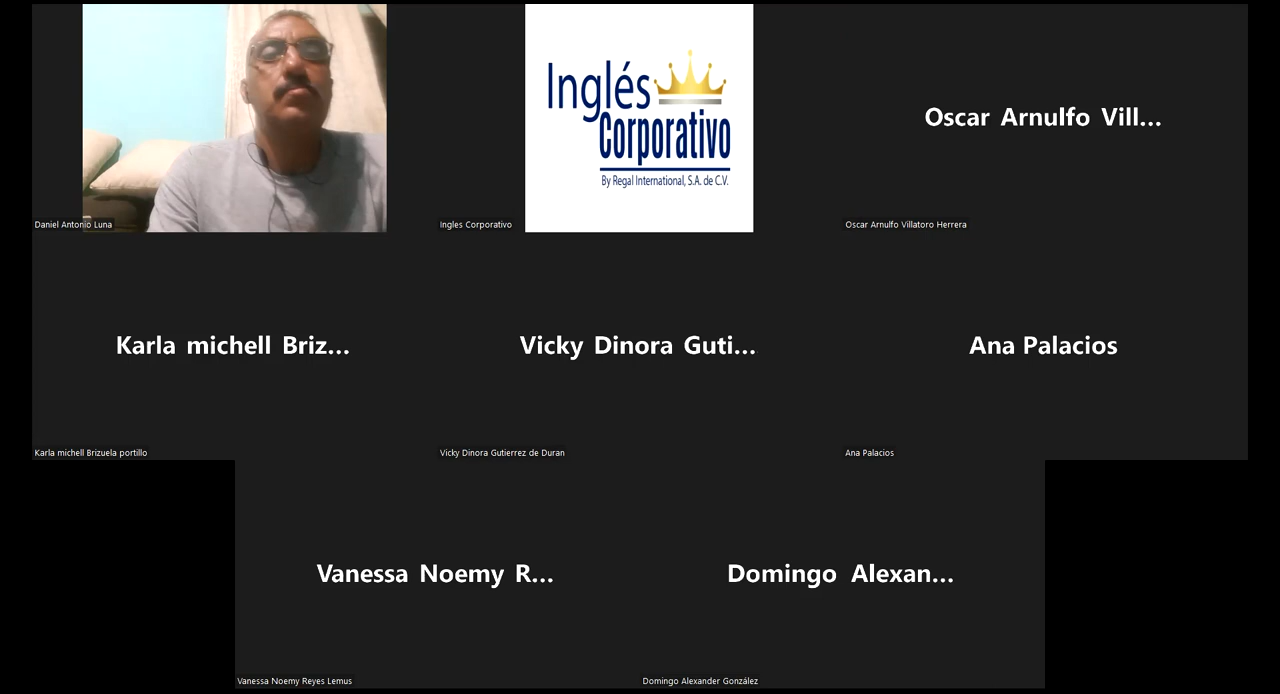 Inglés
Corporativo
By Regal International, S.A. de C.V.
Oscar Arnulfo Vill...
Daniel Antonio Luna
Ingles Corporativo
Oscar Arnulfo Villatoro Herrera
Karla michell Briz...
Vicky Dinora Guti...
Ana Palacios
Karla michell Brizuela portillo
Vicky Dinora Gutierrez de Duran
Ana Palacios
Vanessa Noemy R...
Domingo Alexan...
Vanessa Noemy Reyes Lemus
Domingo Alexander González